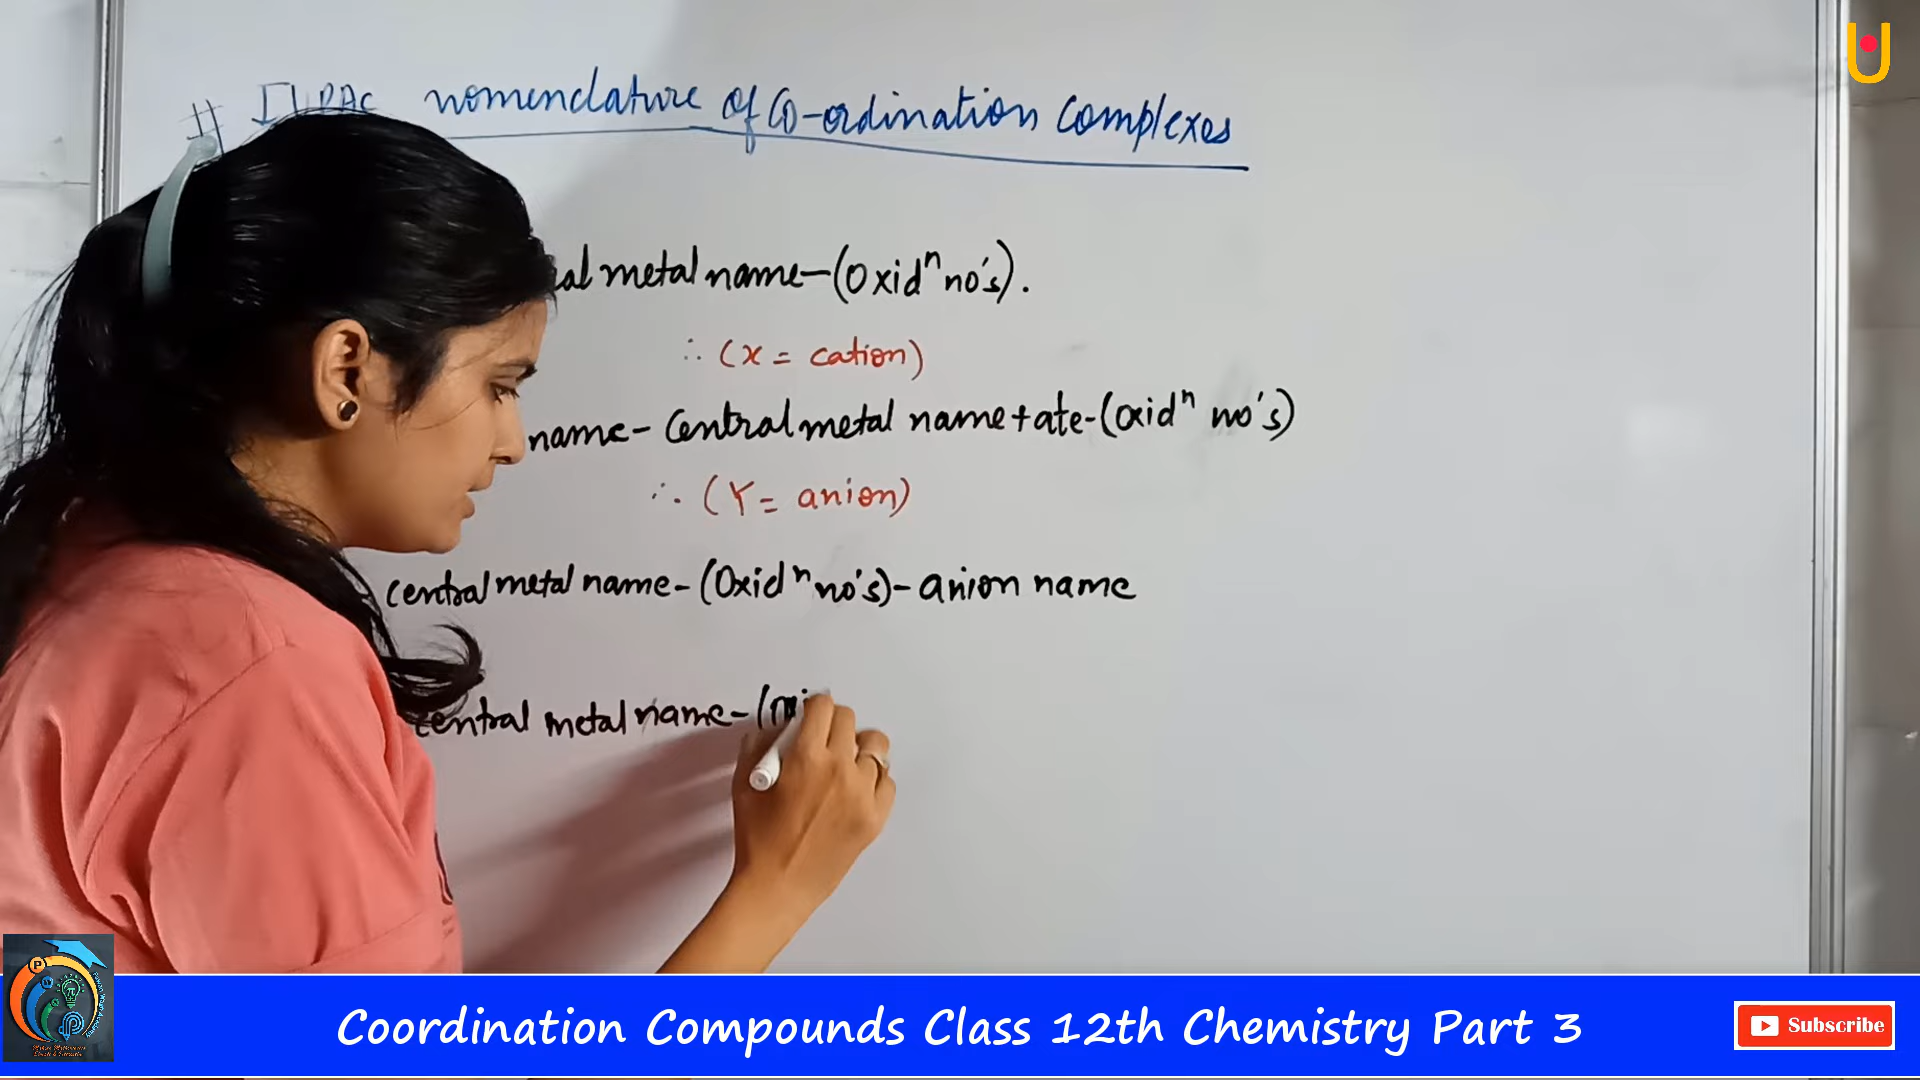 # IUPAC nomenclature of Co-ordination Complexes
metal name-(Oxidⁿ no's).
∴ (x = cation)
name- Central metal name+ate-(oxidⁿ no's)
∴ (Y= anion)
central metal name-(Oxidⁿ no's)- anion name
central metal name-(oxi
Coordination Compounds Class 12th Chemistry Part 3
Subscribe